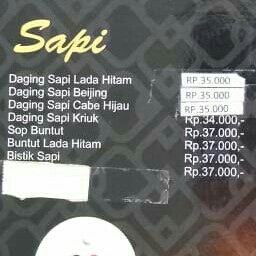 Sapi
Daging Sapi Lada Hitam RP.35.000
Daging Sapi Beijing RP.35.000
Daging Sapi Cabe Hijau RP.35.000
Daging Sapi Kriuk Rp.34.000,-
Sop Buntut Rp.37.000,-
Buntut Lada Hitam Rp.37.000,-
Bistik Sapi Rp.37.000,-
Rp.37.000,-